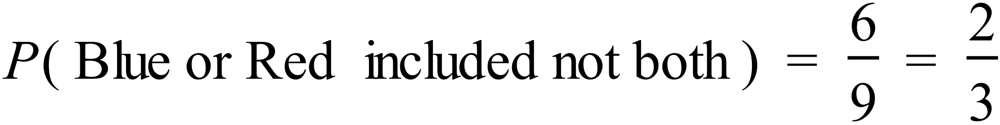 P( Blue or Red included not both ) = 6/9 = 2/3